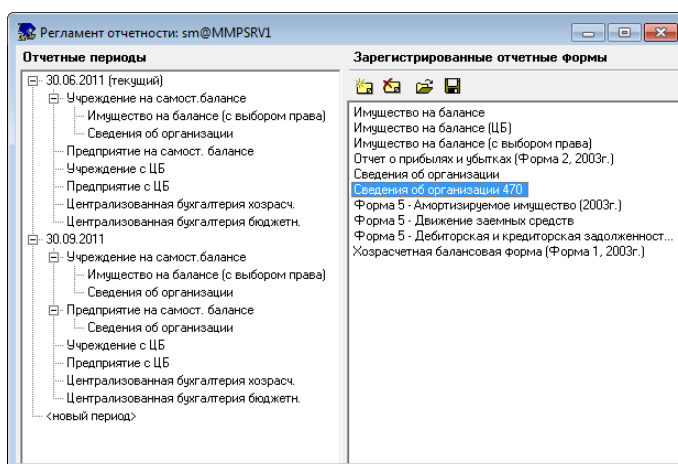 Регламент отчетности: sm@MMPSRV1
Отчетные периоды
30.06.2011 (текущий)
Учреждение на самост.балансе
Имущество на балансе (с выбором права)
Сведения об организации
Предприятие на самост. балансе
Учреждение с ЦБ
Предприятие с ЦБ
Централизованная бухгалтерия хозрасч.
Централизованная бухгалтерия бюджетн.
30.09.2011
Учреждение на самост.балансе
Имущество на балансе (с выбором права)
Сведения об организации
Предприятие на самост. балансе
Сведения об организации
Учреждение с ЦБ
Предприятие с ЦБ
Централизованная бухгалтерия хозрасч.
Централизованная бухгалтерия бюджетн.
<новый период>
Зарегистрированные отчетные формы
Имущество на балансе
Имущество на балансе (ЦБ)
Имущество на балансе (с выбором права)
Отчет о прибылях и убытках (Форма 2, 2003г.)
Сведения об организации
Сведения об организации 470
Форма 5 - Амортизируемое имущество (2003г.)
Форма 5 - Движение заемных средств
Форма 5 - Дебиторская и кредиторская задолженност...
Хозрасчетная балансовая форма (Форма 1, 2003г.)